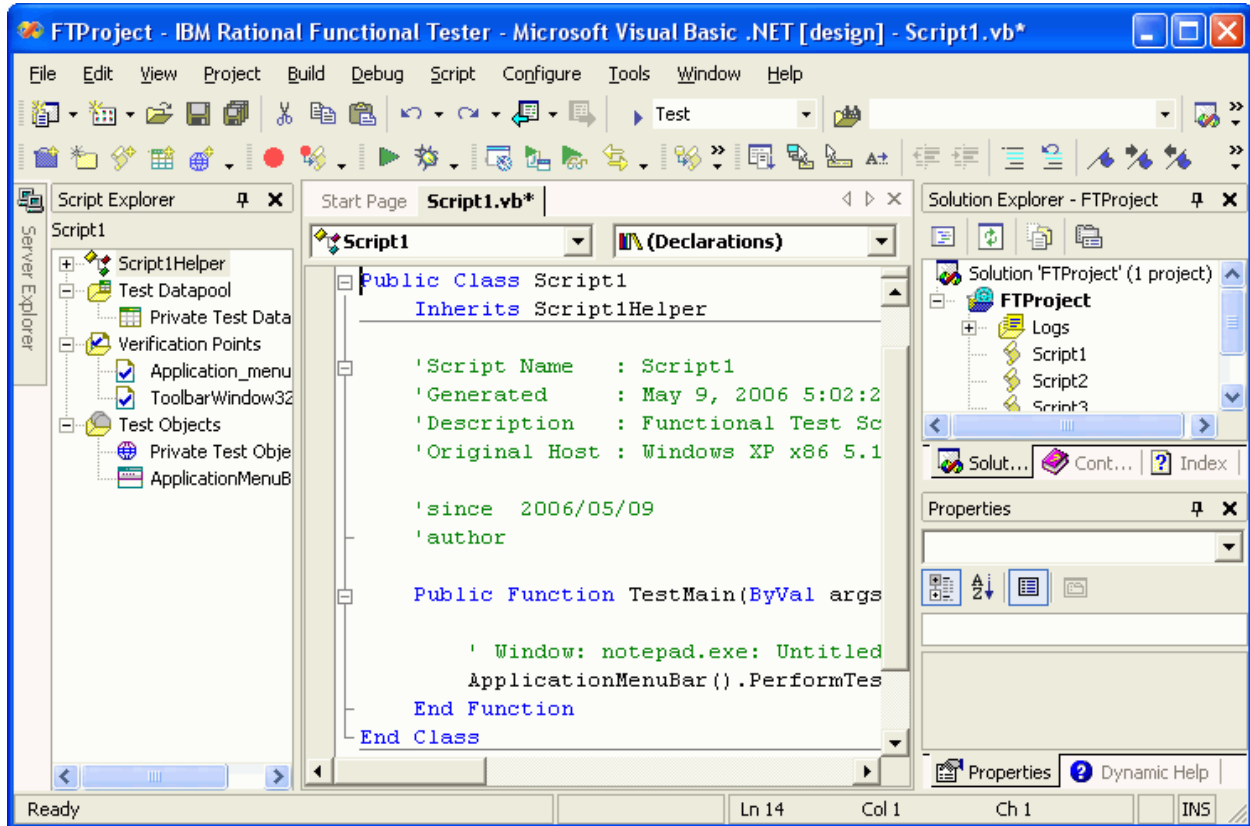 FTProject - IBM Rational Functional Tester - Microsoft Visual Basic .NET [design] - Script1.vb*
File Edit View Project Build Debug Script Configure Tools Window Help
Test
Server Explorer
Script Explorer
Script1
Script1Helper
Test Datapool
Private Test Data
Verification Points
Application_menu
ToolbarWindow32
Test Objects
Private Test Obje
ApplicationMenuB
Start Page Script1.vb*
Script1 (Declarations)
Public Class Script1
Inherits Script1Helper
'Script Name : Script1
'Generated : May 9, 2006 5:02:2
'Description : Functional Test Sc
'Original Host : Windows XP x86 5.1
'since 2006/05/09
'author
Public Function TestMain(ByVal args
' Window: notepad.exe: Untitled
ApplicationMenuBar().PerformTes
End Function
End Class
Solution Explorer - FTProject
Solution 'FTProject' (1 project)
FTProject
Logs
Script1
Script2
Script3
Solut... Cont... Index
Properties
Properties Dynamic Help
Ready Ln 14 Col 1 Ch 1 INS